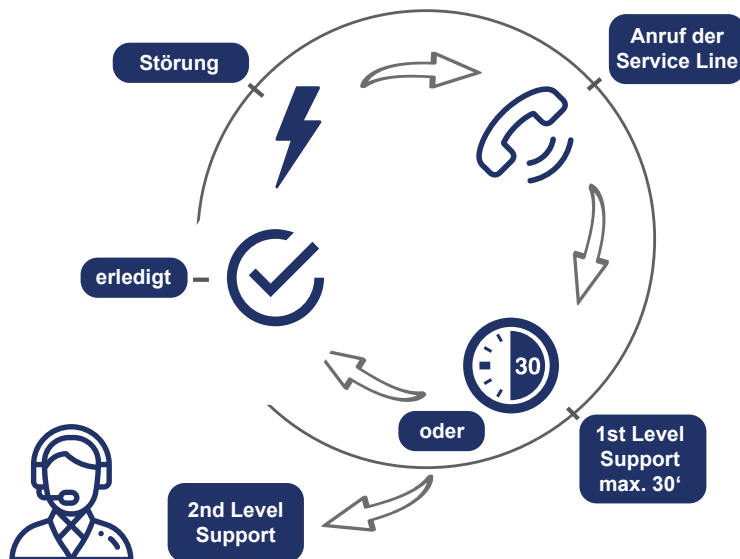 Störung
Anruf der
Service Line
30
1st Level
Support
max. 30‘
oder
erledigt
2nd Level
Support